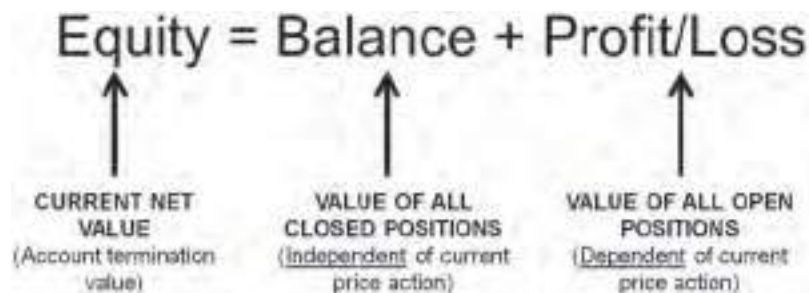 Equity = Balance + Profit/Loss
CURRENT NET
VALUE
(Account termination
value)
VALUE OF ALL
CLOSED POSITIONS
(Independent of current
price action)
VALUE OF ALL OPEN
POSITIONS
(Dependent of current
price action)